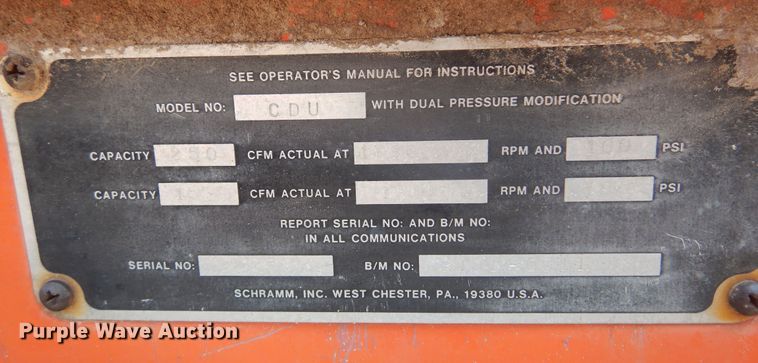 SEE OPERATOR'S MANUAL FOR INSTRUCTIONS
MODEL NO: CDU WITH DUAL PRESSURE MODIFICATION
CAPACITY 250 CFM ACTUAL AT RPM AND 100 PSI
CAPACITY CFM ACTUAL AT RPM AND PSI
REPORT SERIAL NO: AND B/M NO:
IN ALL COMMUNICATIONS
SERIAL NO: B/M NO:
SCHRAMM, INC. WEST CHESTER, PA., 19380 U.S.A.
Purple Wave Auction